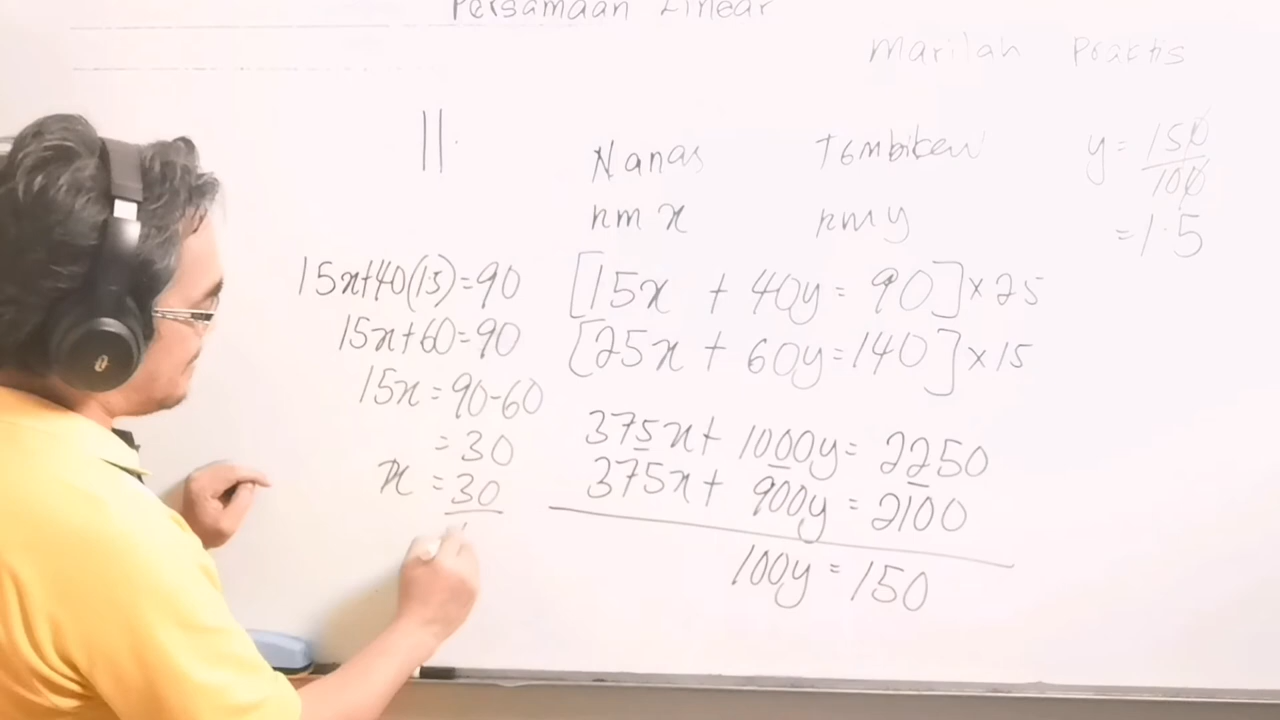 Persamaan Linear
Marilah Praktis
11.
Nanas Tembikai
rm x rm y
y = 150/100
= 1.5
[15x + 40y = 90] × 25
[25x + 60y = 140] × 15
375x + 1000y = 2250
375x + 900y = 2100
100y = 150
15x+40(1.5)=90
15x+60=90
15x = 90-60
= 30
x = 30